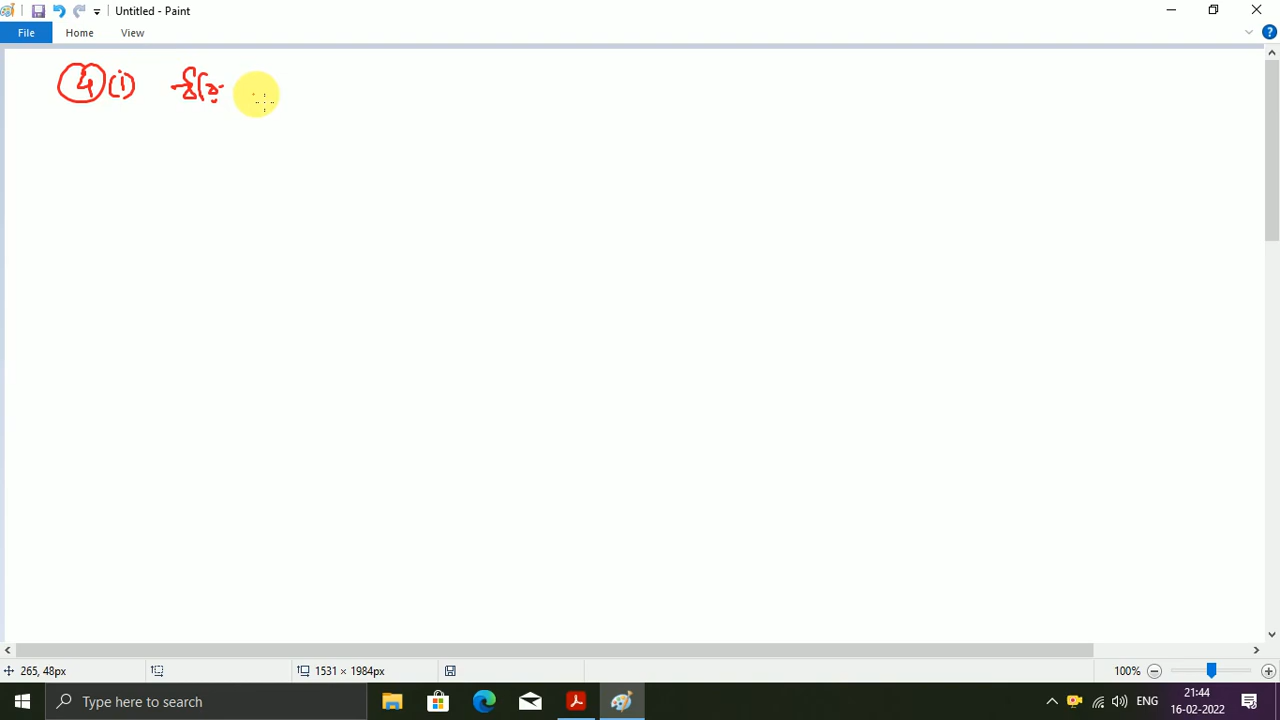 Untitled - Paint
File Home View
4 (i) f(x
265, 48px 1531 × 1984px 100%
Type here to search ENG 21:44
16-02-2022